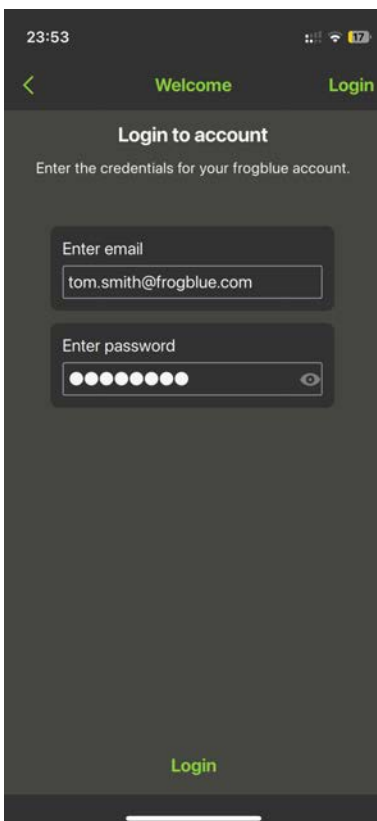 23:53
17
Welcome
Login
Login to account
Enter the credentials for your frogblue account.
Enter email
tom.smith@frogblue.com
Enter password
Login